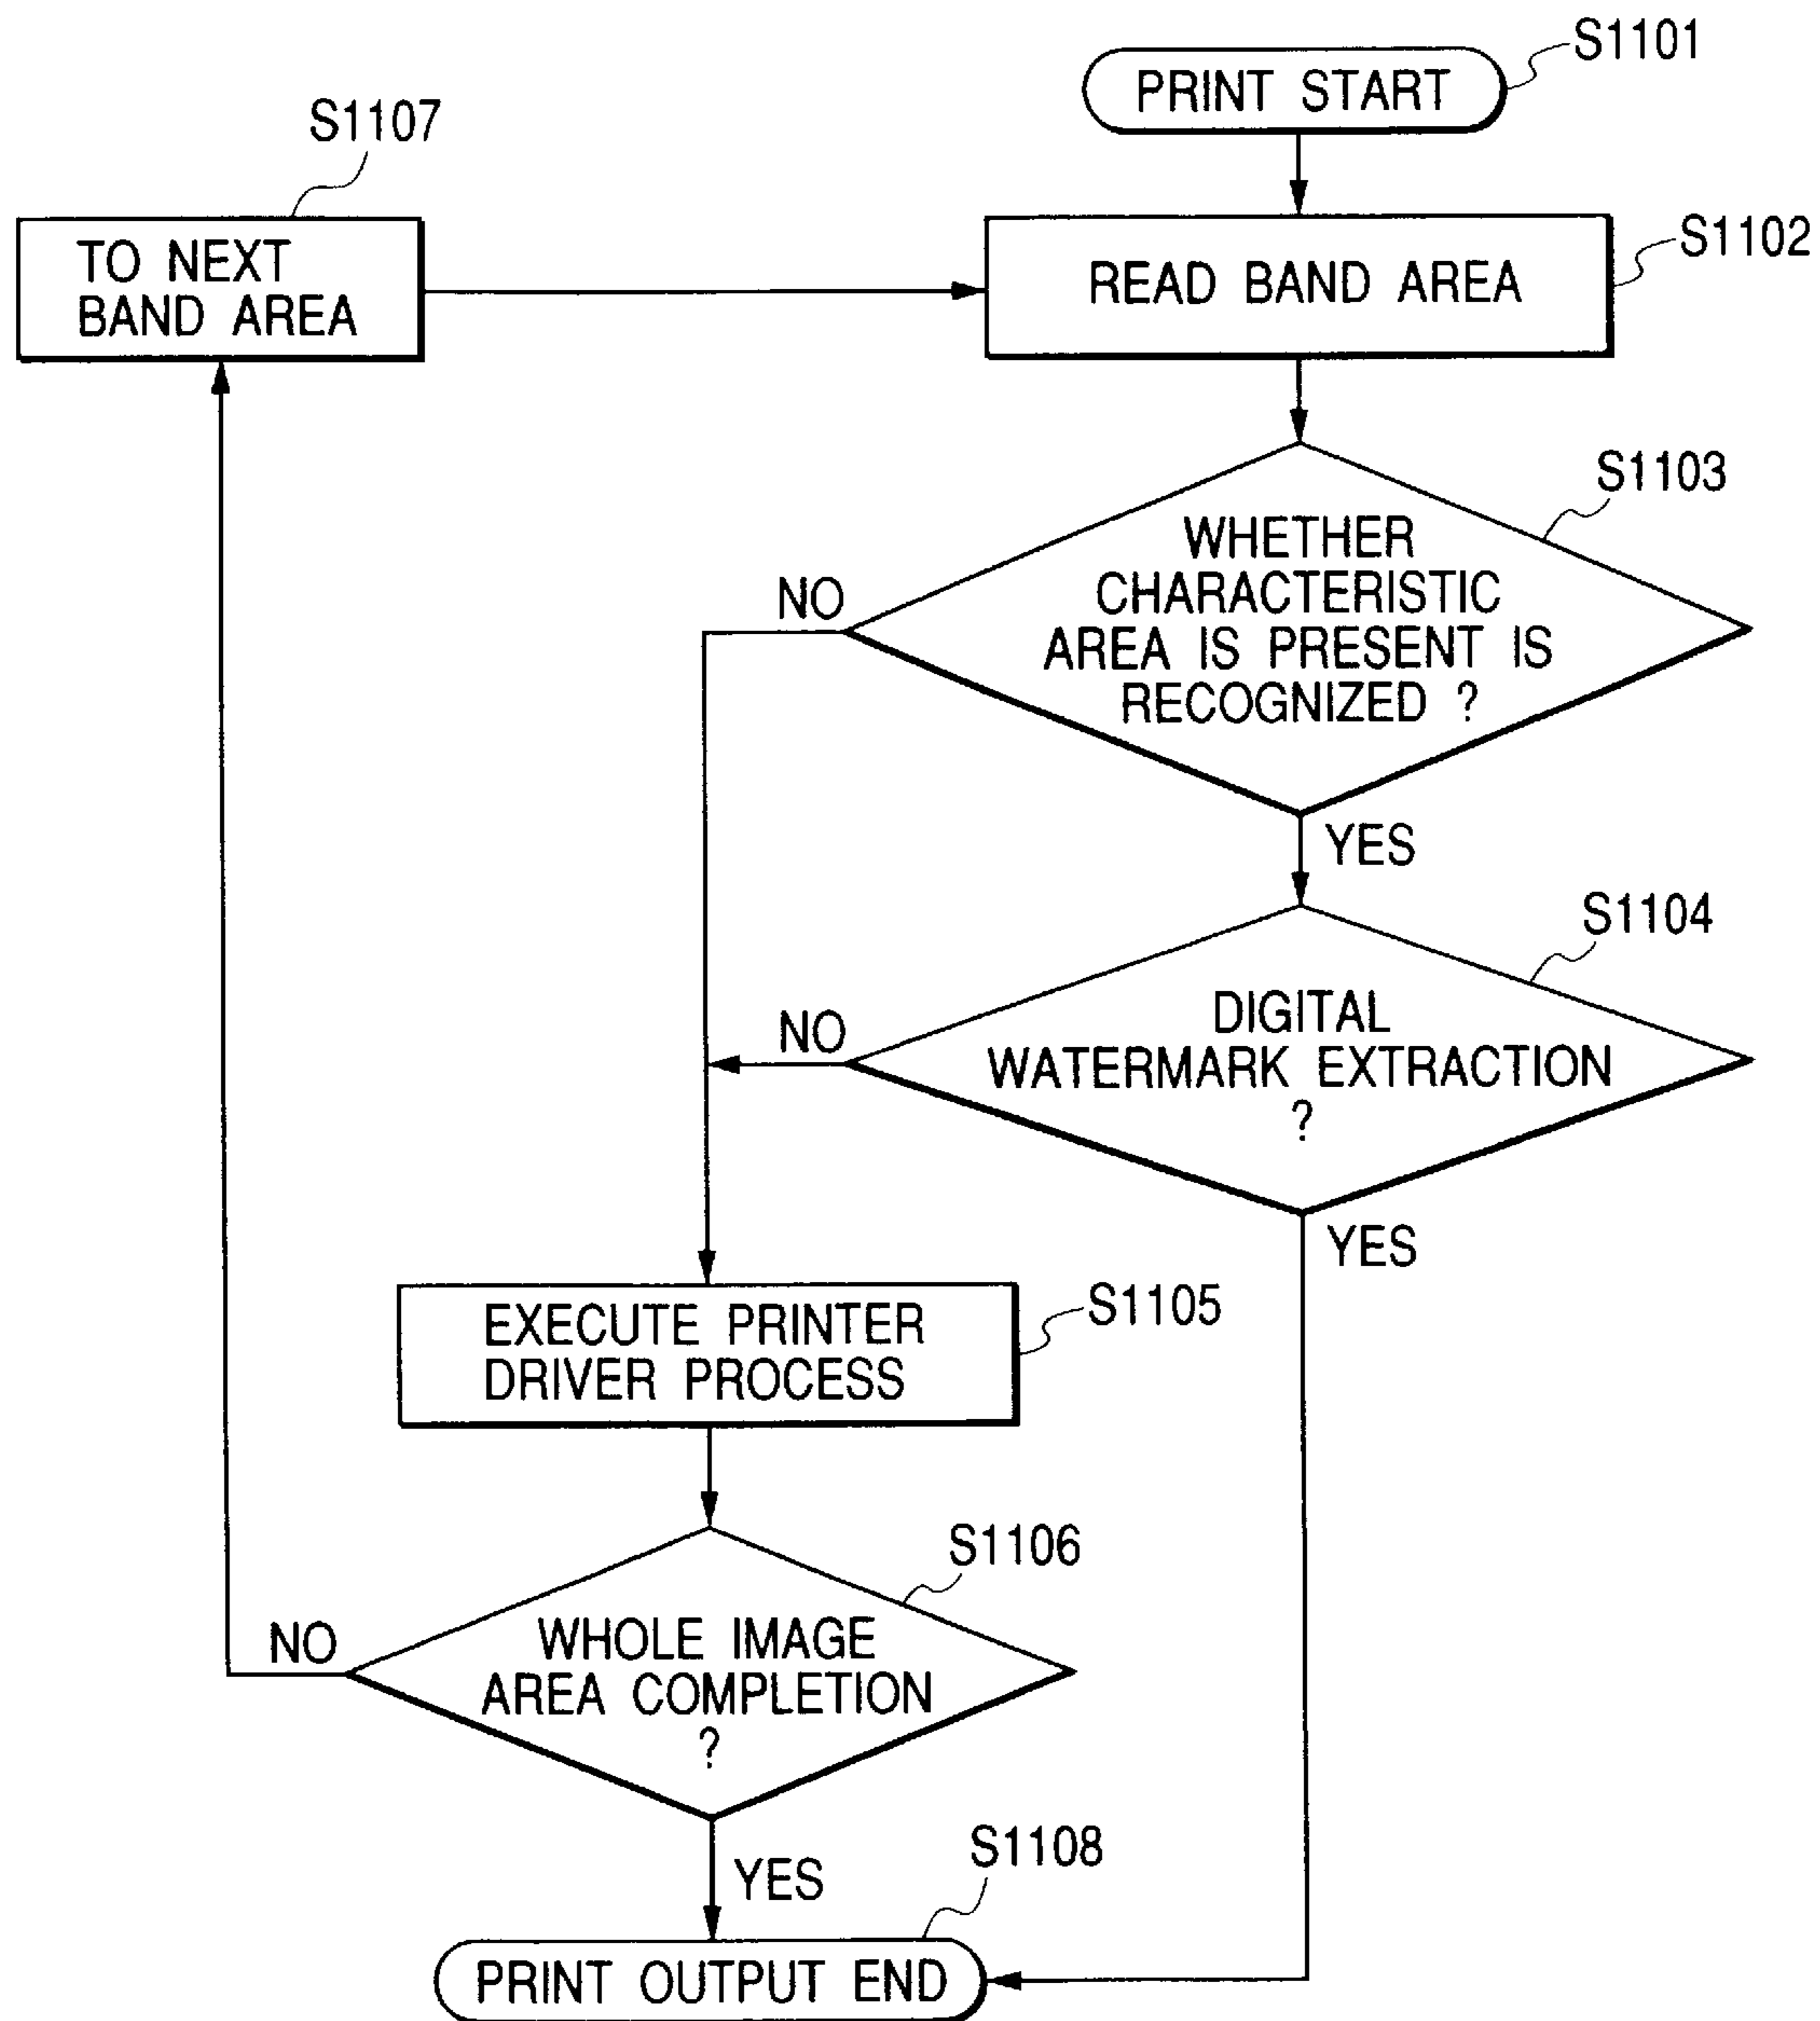 S1101
PRINT START
S1107
TO NEXT
BAND AREA
S1102
READ BAND AREA
S1103
WHETHER
CHARACTERISTIC
AREA IS PRESENT IS
RECOGNIZED ?
NO
YES
S1104
DIGITAL
WATERMARK EXTRACTION
?
NO
YES
S1105
EXECUTE PRINTER
DRIVER PROCESS
S1106
WHOLE IMAGE
AREA COMPLETION
?
NO
YES
S1108
PRINT OUTPUT END